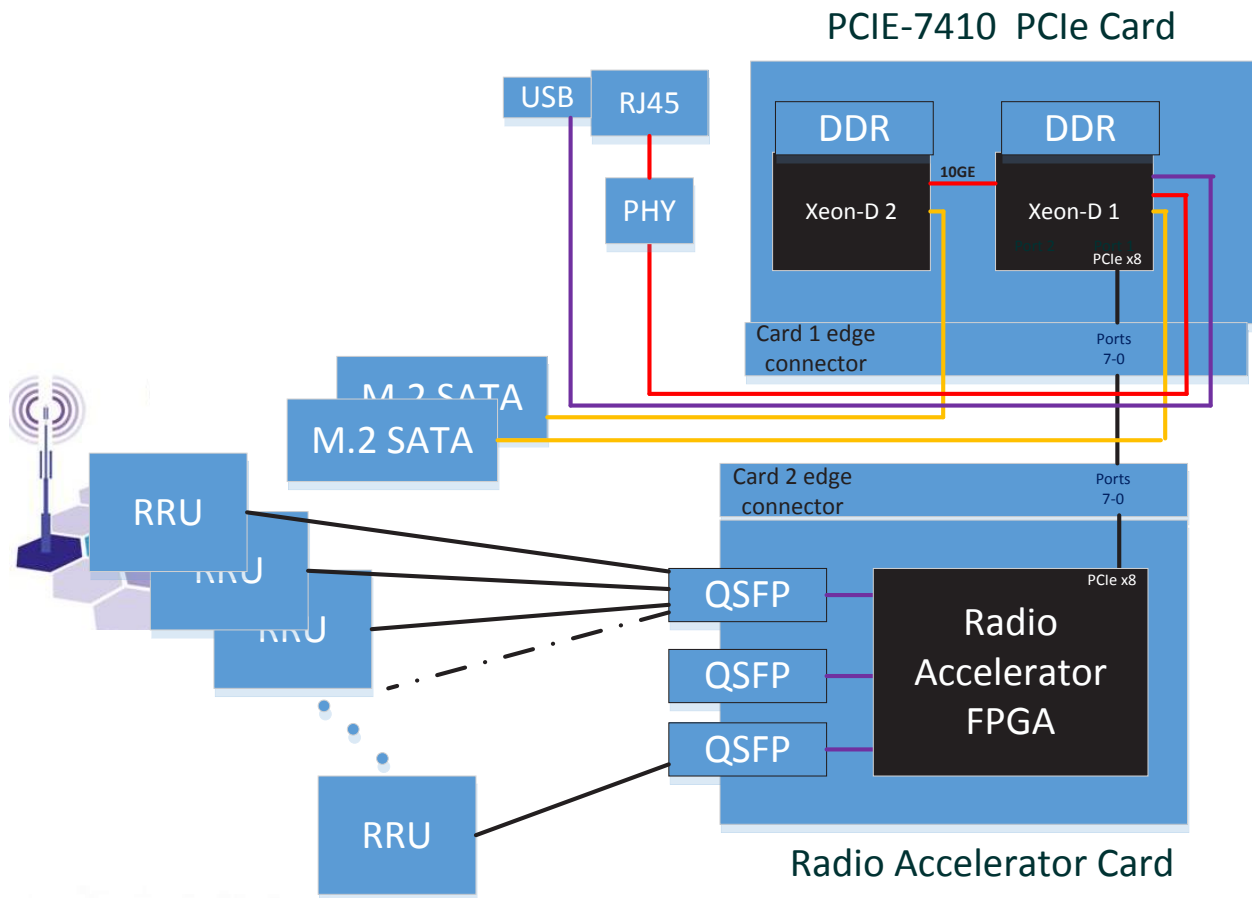 PCIE-7410 PCIe Card
USB
RJ45
DDR
DDR
PHY
10GE
Xeon-D 2
Xeon-D 1
PCIe x8
Card 1 edge
connector
Ports
7-0
M.2 SATA
M.2 SATA
Card 2 edge
connector
Ports
7-0
RRU
RRU
RRU
RRU
QSFP
QSFP
QSFP
PCIe x8
Radio
Accelerator
FPGA
Radio Accelerator Card